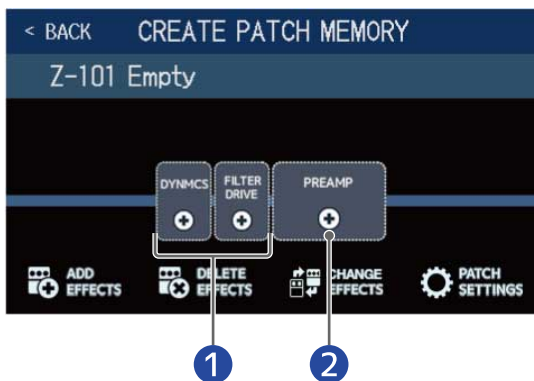 < BACK CREATE PATCH MEMORY
Z-101 Empty
DYNMCS
FILTER
DRIVE
PREAMP
ADD
EFFECTS
DELETE
EFFECTS
CHANGE
EFFECTS
PATCH
SETTINGS
1 2